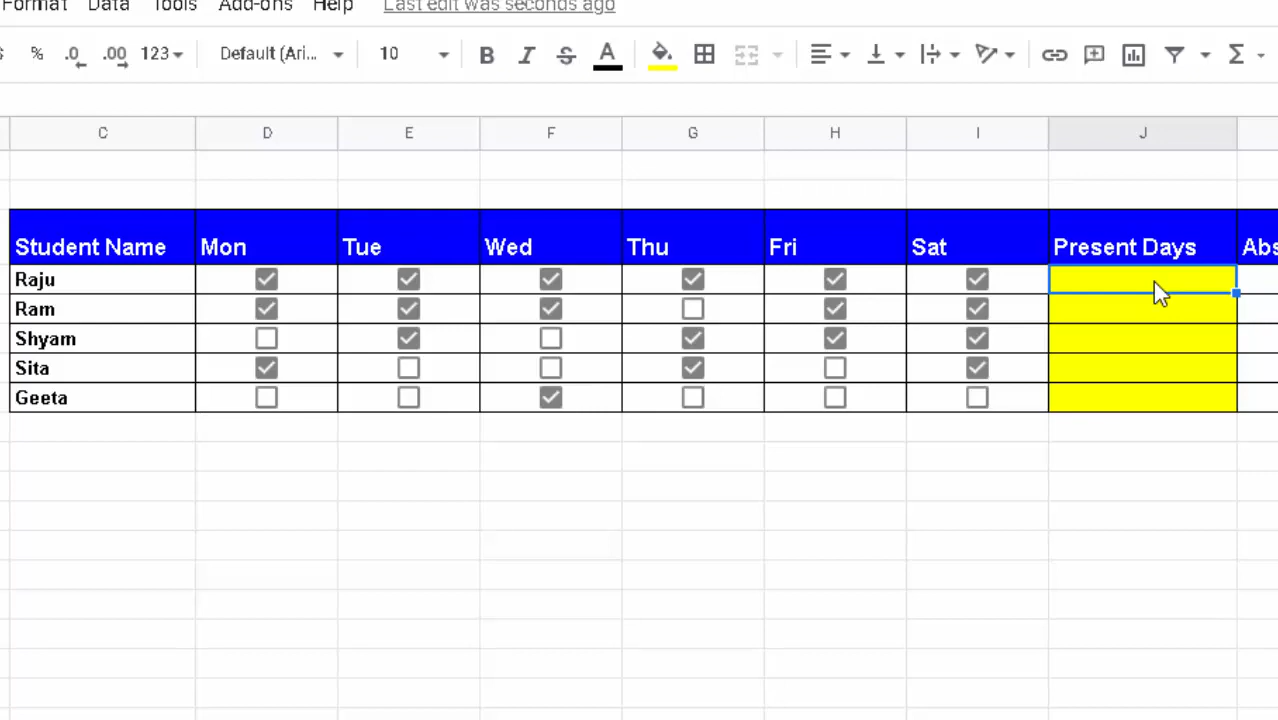 Format Data Tools Add-ons Help Last edit was seconds ago
% .0 .00 123 Default (Ari... 10 B I S A Σ
C D E F G H I J
Student Name Mon Tue Wed Thu Fri Sat Present Days Abs
Raju
Ram
Shyam
Sita
Geeta